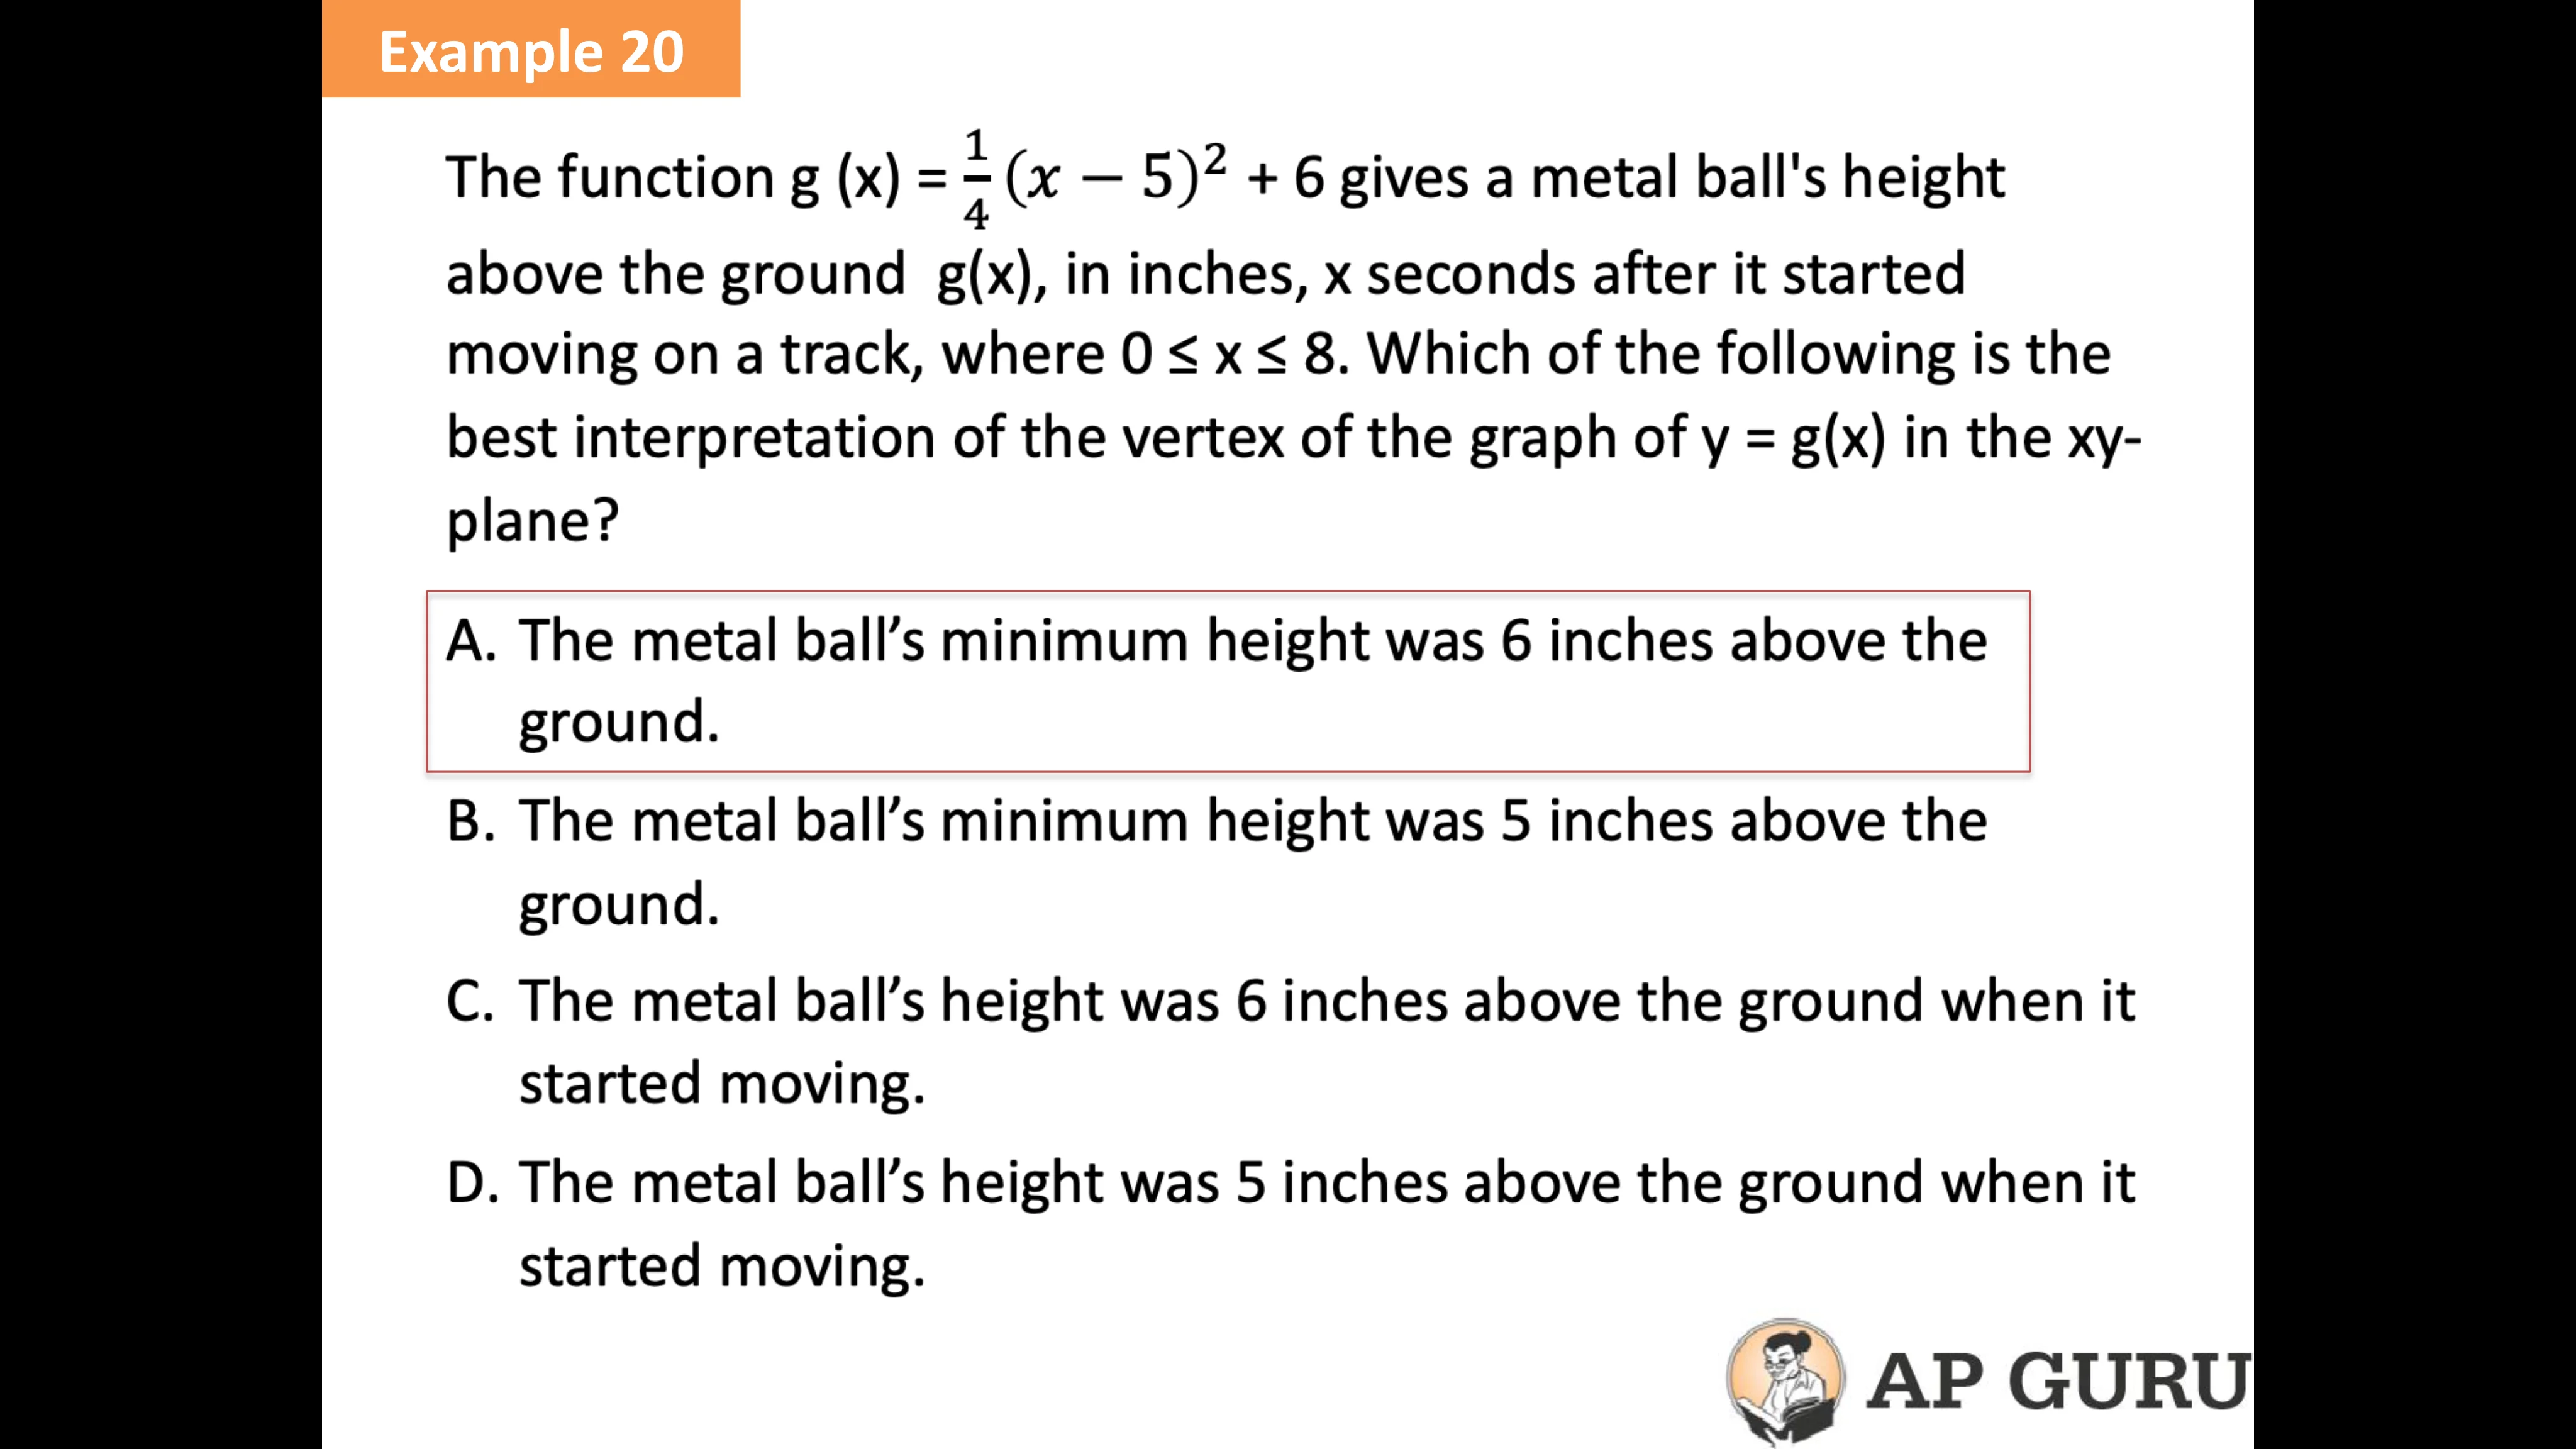 Example 20
The function g (x) = 1/4 (x − 5)² + 6 gives a metal ball's height
above the ground  g(x), in inches, x seconds after it started
moving on a track, where 0 ≤ x ≤ 8. Which of the following is the
best interpretation of the vertex of the graph of y = g(x) in the xy-
plane?
A. The metal ball’s minimum height was 6 inches above the
ground.
B. The metal ball’s minimum height was 5 inches above the
ground.
C. The metal ball’s height was 6 inches above the ground when it
started moving.
D. The metal ball’s height was 5 inches above the ground when it
started moving.
AP GURU